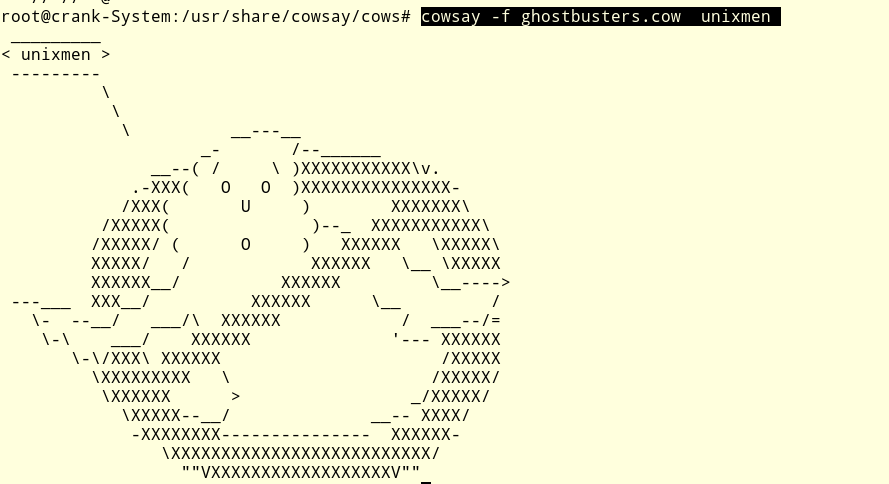 root@crank-System:/usr/share/cowsay/cows# cowsay -f ghostbusters.cow  unixmen
 _________
< unixmen >
 ---------
          \
           \
            \          __---__
                    _-       /--______
               __--( /     \ )XXXXXXXXXXX\v.
             .-XXX(   O   O  )XXXXXXXXXXXXXXX-
            /XXX(       U     )        XXXXXXX\
          /XXXXX(              )--_  XXXXXXXXXXX\
         /XXXXX/ (      O     )   XXXXXX   \XXXXX\
         XXXXX/   /            XXXXXX   \__ \XXXXX
         XXXXXX__/          XXXXXX         \__---->
 ---___  XXX__/          XXXXXX      \__         /
   \-  --__/   ___/\  XXXXXX            /  ___--/=
    \-\    ___/    XXXXXX              '--- XXXXXX
       \-\/XXX\ XXXXXX                      /XXXXX
         \XXXXXXXXX   \                    /XXXXX/
          \XXXXXX      >                 _/XXXXX/
            \XXXXX--__/              __-- XXXX/
             -XXXXXXXX---------------  XXXXXX-
                \XXXXXXXXXXXXXXXXXXXXXXXXXX/
                  ""VXXXXXXXXXXXXXXXXXXV""